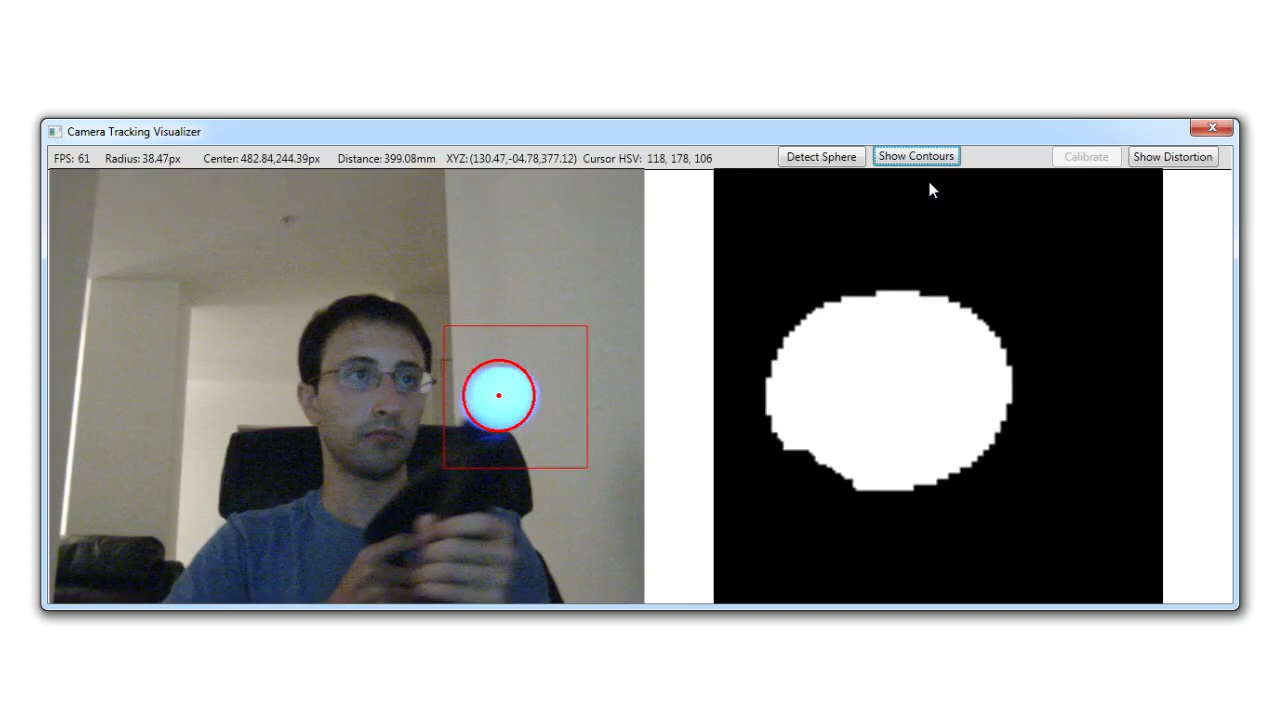 Camera Tracking Visualizer
FPS: 61 Radius: 38.47px Center: 482.84,244.39px Distance: 399.08mm XYZ: (130.47,-04.78,377.12) Cursor HSV: 118, 178, 106 Detect Sphere Show Contours Calibrate Show Distortion